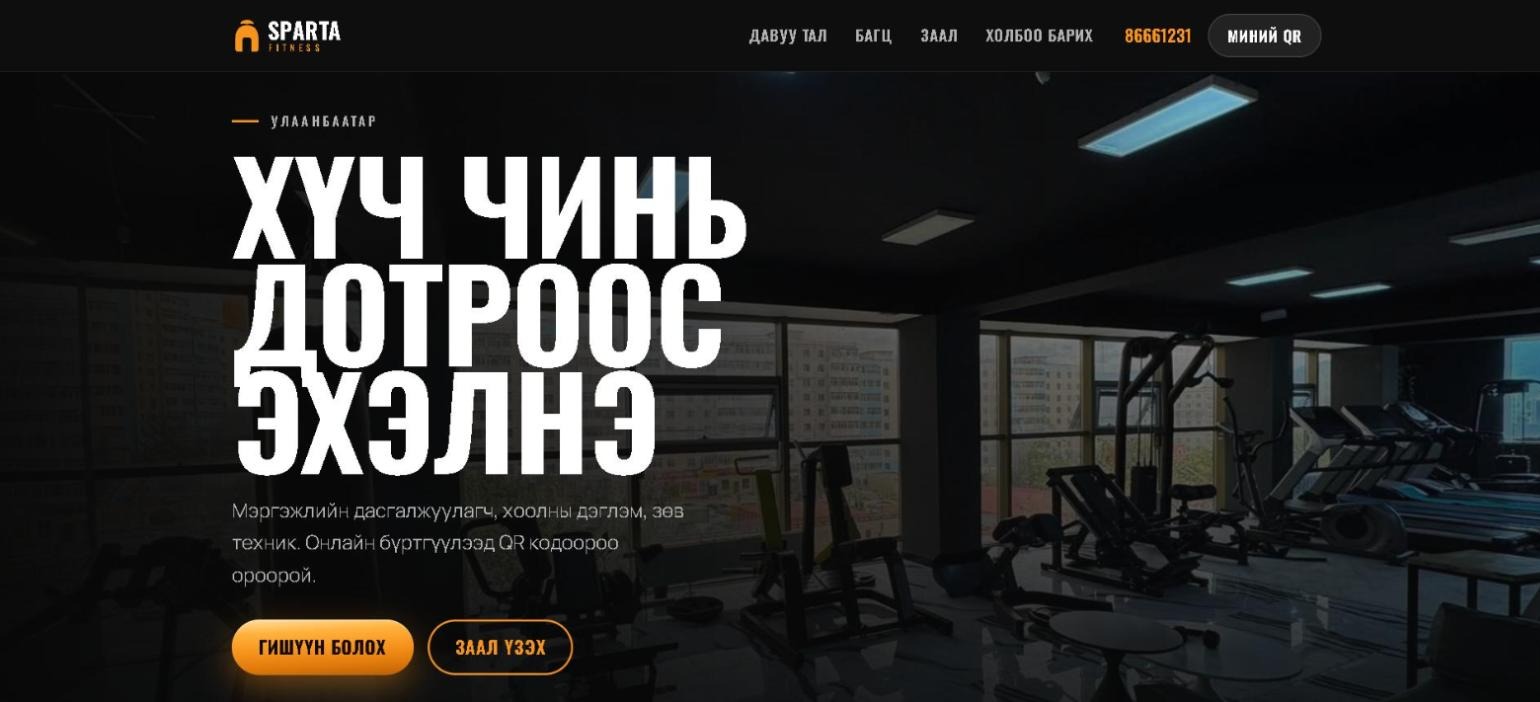 SPARTA
FITNESS
ДАВУУ ТАЛ
БАГЦ
ЗААЛ
ХОЛБОО БАРИХ
86661231
МИНИЙ QR
УЛААНБААТАР
ХҮЧ ЧИНЬ
ДОТРООС
ЭХЭЛНЭ
Мэргэжлийн дасгалжуулагч, хоолны дэглэм, зөв
техник. Онлайн бүртгүүлээд QR кодоороо
ороорой.
ГИШҮҮН БОЛОХ
ЗААЛ ҮЗЭХ